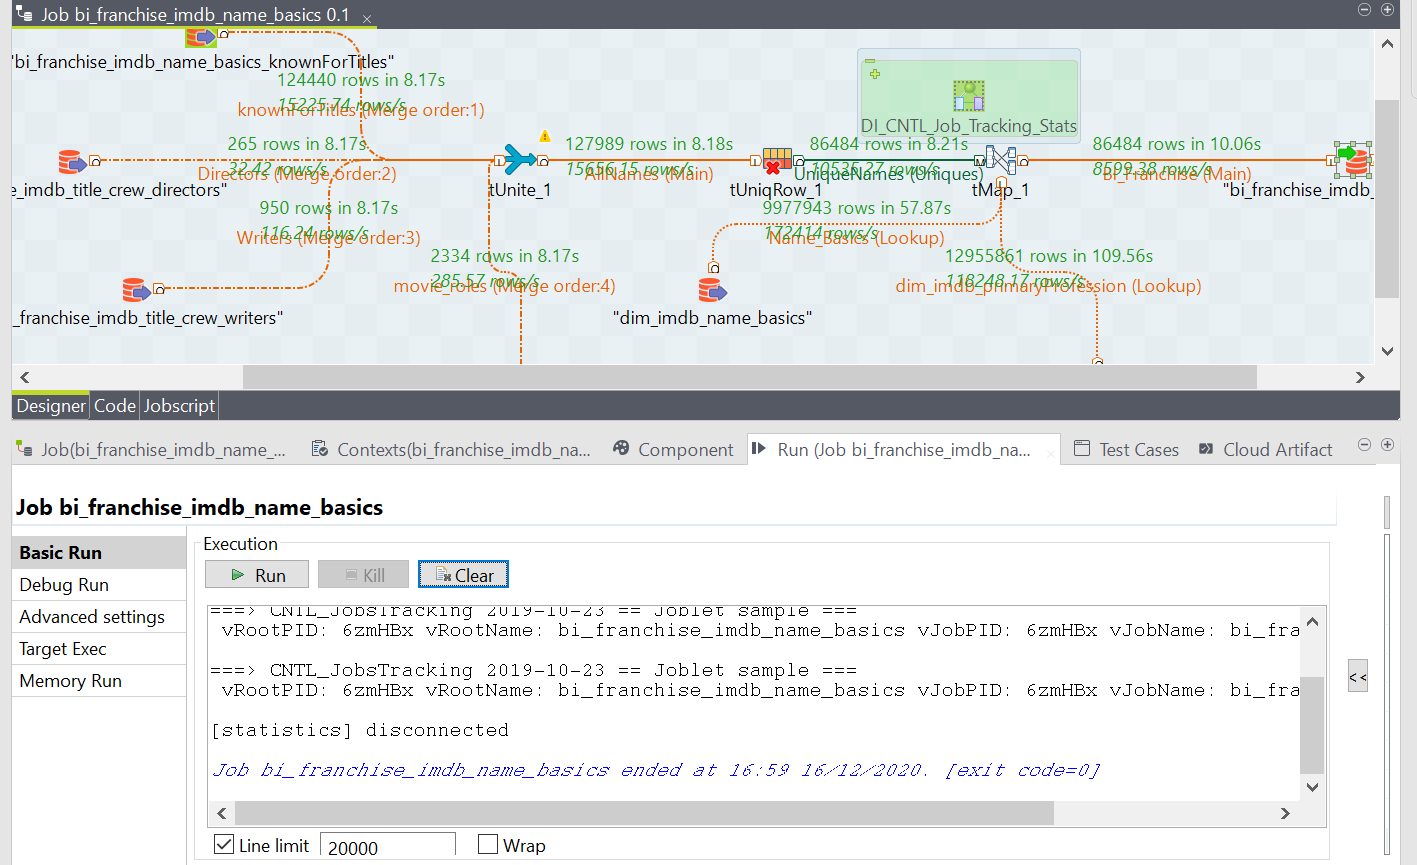 Job bi_franchise_imdb_name_basics 0.1
"bi_franchise_imdb_name_basics_knownForTitles"
124440 rows in 8.17s
15225.74 rows/s
knownForTitles (Merge order:1)
DI_CNTL_Job_Tracking_Stats
265 rows in 8.17s
32.42 rows/s
Directors (Merge order:2)
127989 rows in 8.18s
15656.15 rows/s
AllNames (Main)
86484 rows in 8.21s
10535.27 rows/s
UniqueNames (Uniques)
86484 rows in 10.06s
8599.38 rows/s
Bi_Franchise (Main)
e_imdb_title_crew_directors"
tUnite_1
tUniqRow_1
tMap_1
"bi_franchise_imdb_
950 rows in 8.17s
116.24 rows/s
Writers (Merge order:3)
9977943 rows in 57.87s
172414 rows/s
Name_Basics (Lookup)
2334 rows in 8.17s
285.57 rows/s
movie_roles (Merge order:4)
12955861 rows in 109.56s
118248.17 rows/s
dim_imdb_primaryProfession (Lookup)
_franchise_imdb_title_crew_writers"
"dim_imdb_name_basics"
Designer Code Jobscript
Job(bi_franchise_imdb_name_... Contexts(bi_franchise_imdb_na... Component Run (Job bi_franchise_imdb_na... Test Cases Cloud Artifact
Job bi_franchise_imdb_name_basics
Basic Run
Debug Run
Advanced settings
Target Exec
Memory Run
Execution
Run Kill Clear
===> CNTL_JobsTracking 2019-10-23 == Joblet sample ===
vRootPID: 6zmHBx vRootName: bi_franchise_imdb_name_basics vJobPID: 6zmHBx vJobName: bi_fra
===> CNTL_JobsTracking 2019-10-23 == Joblet sample ===
vRootPID: 6zmHBx vRootName: bi_franchise_imdb_name_basics vJobPID: 6zmHBx vJobName: bi_fra
[statistics] disconnected
Job bi_franchise_imdb_name_basics ended at 16:59 16/12/2020. [exit code=0]
<<
Line limit 20000 Wrap